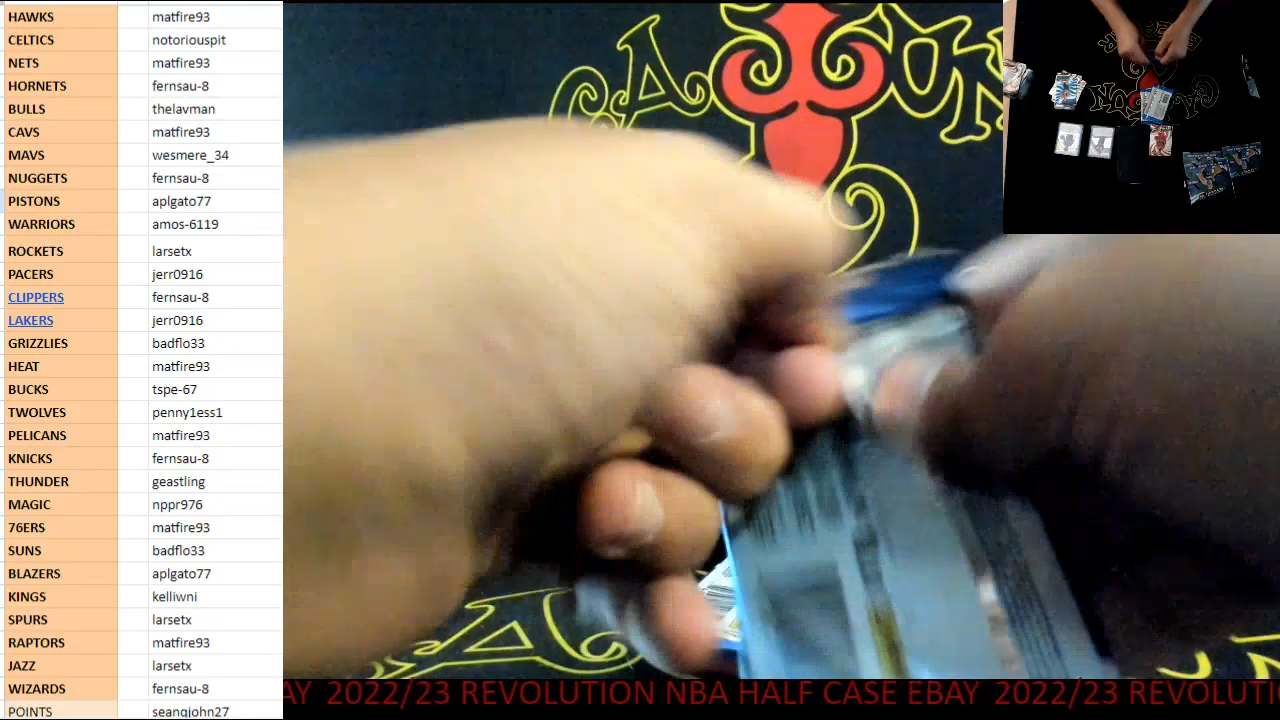 HAWKS matfire93
CELTICS notoriouspit
NETS matfire93
HORNETS fernsau-8
BULLS thelavman
CAVS matfire93
MAVS wesmere_34
NUGGETS fernsau-8
PISTONS aplgato77
WARRIORS amos-6119
ROCKETS larsetx
PACERS jerr0916
CLIPPERS fernsau-8
LAKERS jerr0916
GRIZZLIES badflo33
HEAT matfire93
BUCKS tspe-67
TWOLVES penny1ess1
PELICANS matfire93
KNICKS fernsau-8
THUNDER geastling
MAGIC nppr976
76ERS matfire93
SUNS badflo33
BLAZERS aplgato77
KINGS kelliwni
SPURS larsetx
RAPTORS matfire93
JAZZ larsetx
WIZARDS fernsau-8
POINTS seanqjohn27
AY 2022/23 REVOLUTION NBA HALF CASE EBAY 2022/23 REVOLUTI